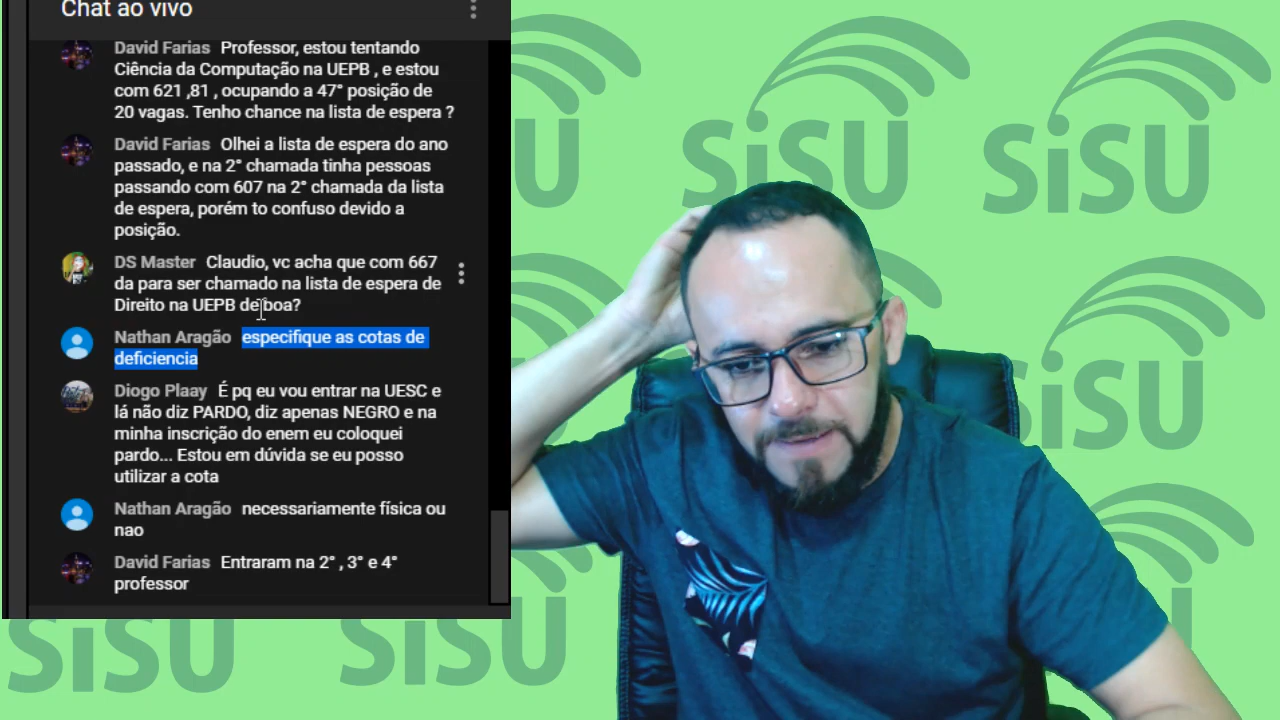 Chat ao vivo
David Farias Professor, estou tentando
Ciência da Computação na UEPB , e estou
com 621 ,81 , ocupando a 47° posição de
20 vagas. Tenho chance na lista de espera ?
David Farias Olhei a lista de espera do ano
passado, e na 2° chamada tinha pessoas
passando com 607 na 2° chamada da lista
de espera, porém to confuso devido a
posição.
DS Master Claudio, vc acha que com 667
da para ser chamado na lista de espera de
Direito na UEPB de boa?
Nathan Aragão especifique as cotas de
deficiencia
Diogo Plaay É pq eu vou entrar na UESC e
lá não diz PARDO, diz apenas NEGRO e na
minha inscrição do enem eu coloquei
pardo... Estou em dúvida se eu posso
utilizar a cota
Nathan Aragão necessariamente física ou
nao
David Farias Entraram na 2° , 3° e 4°
professor
SiSU
SiSU
SiSU
SiSU
SiSU